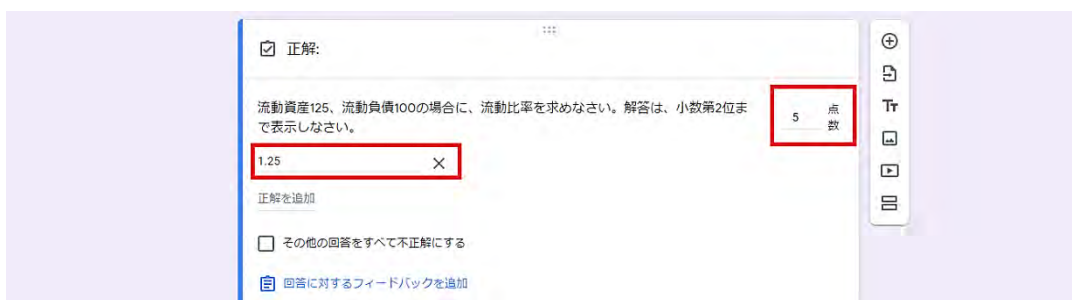 正解:
流動資産125、流動負債100の場合に、流動比率を求めなさい。解答は、小数第2位ま
で表示しなさい。
5 点
数
1.25
正解を追加
その他の回答をすべて不正解にする
回答に対するフィードバックを追加